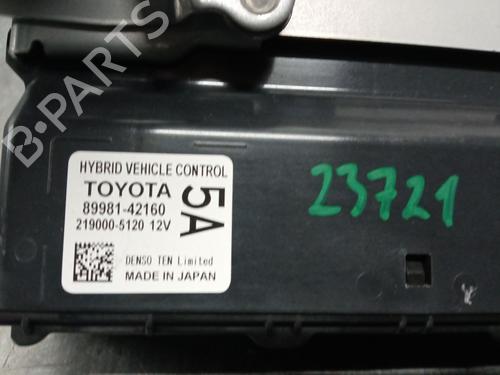 B-PARTS
HYBRID VEHICLE CONTROL
TOYOTA
89981-42160
219000-5120 12V
5A
DENSO TEN Limited
MADE IN JAPAN
23721